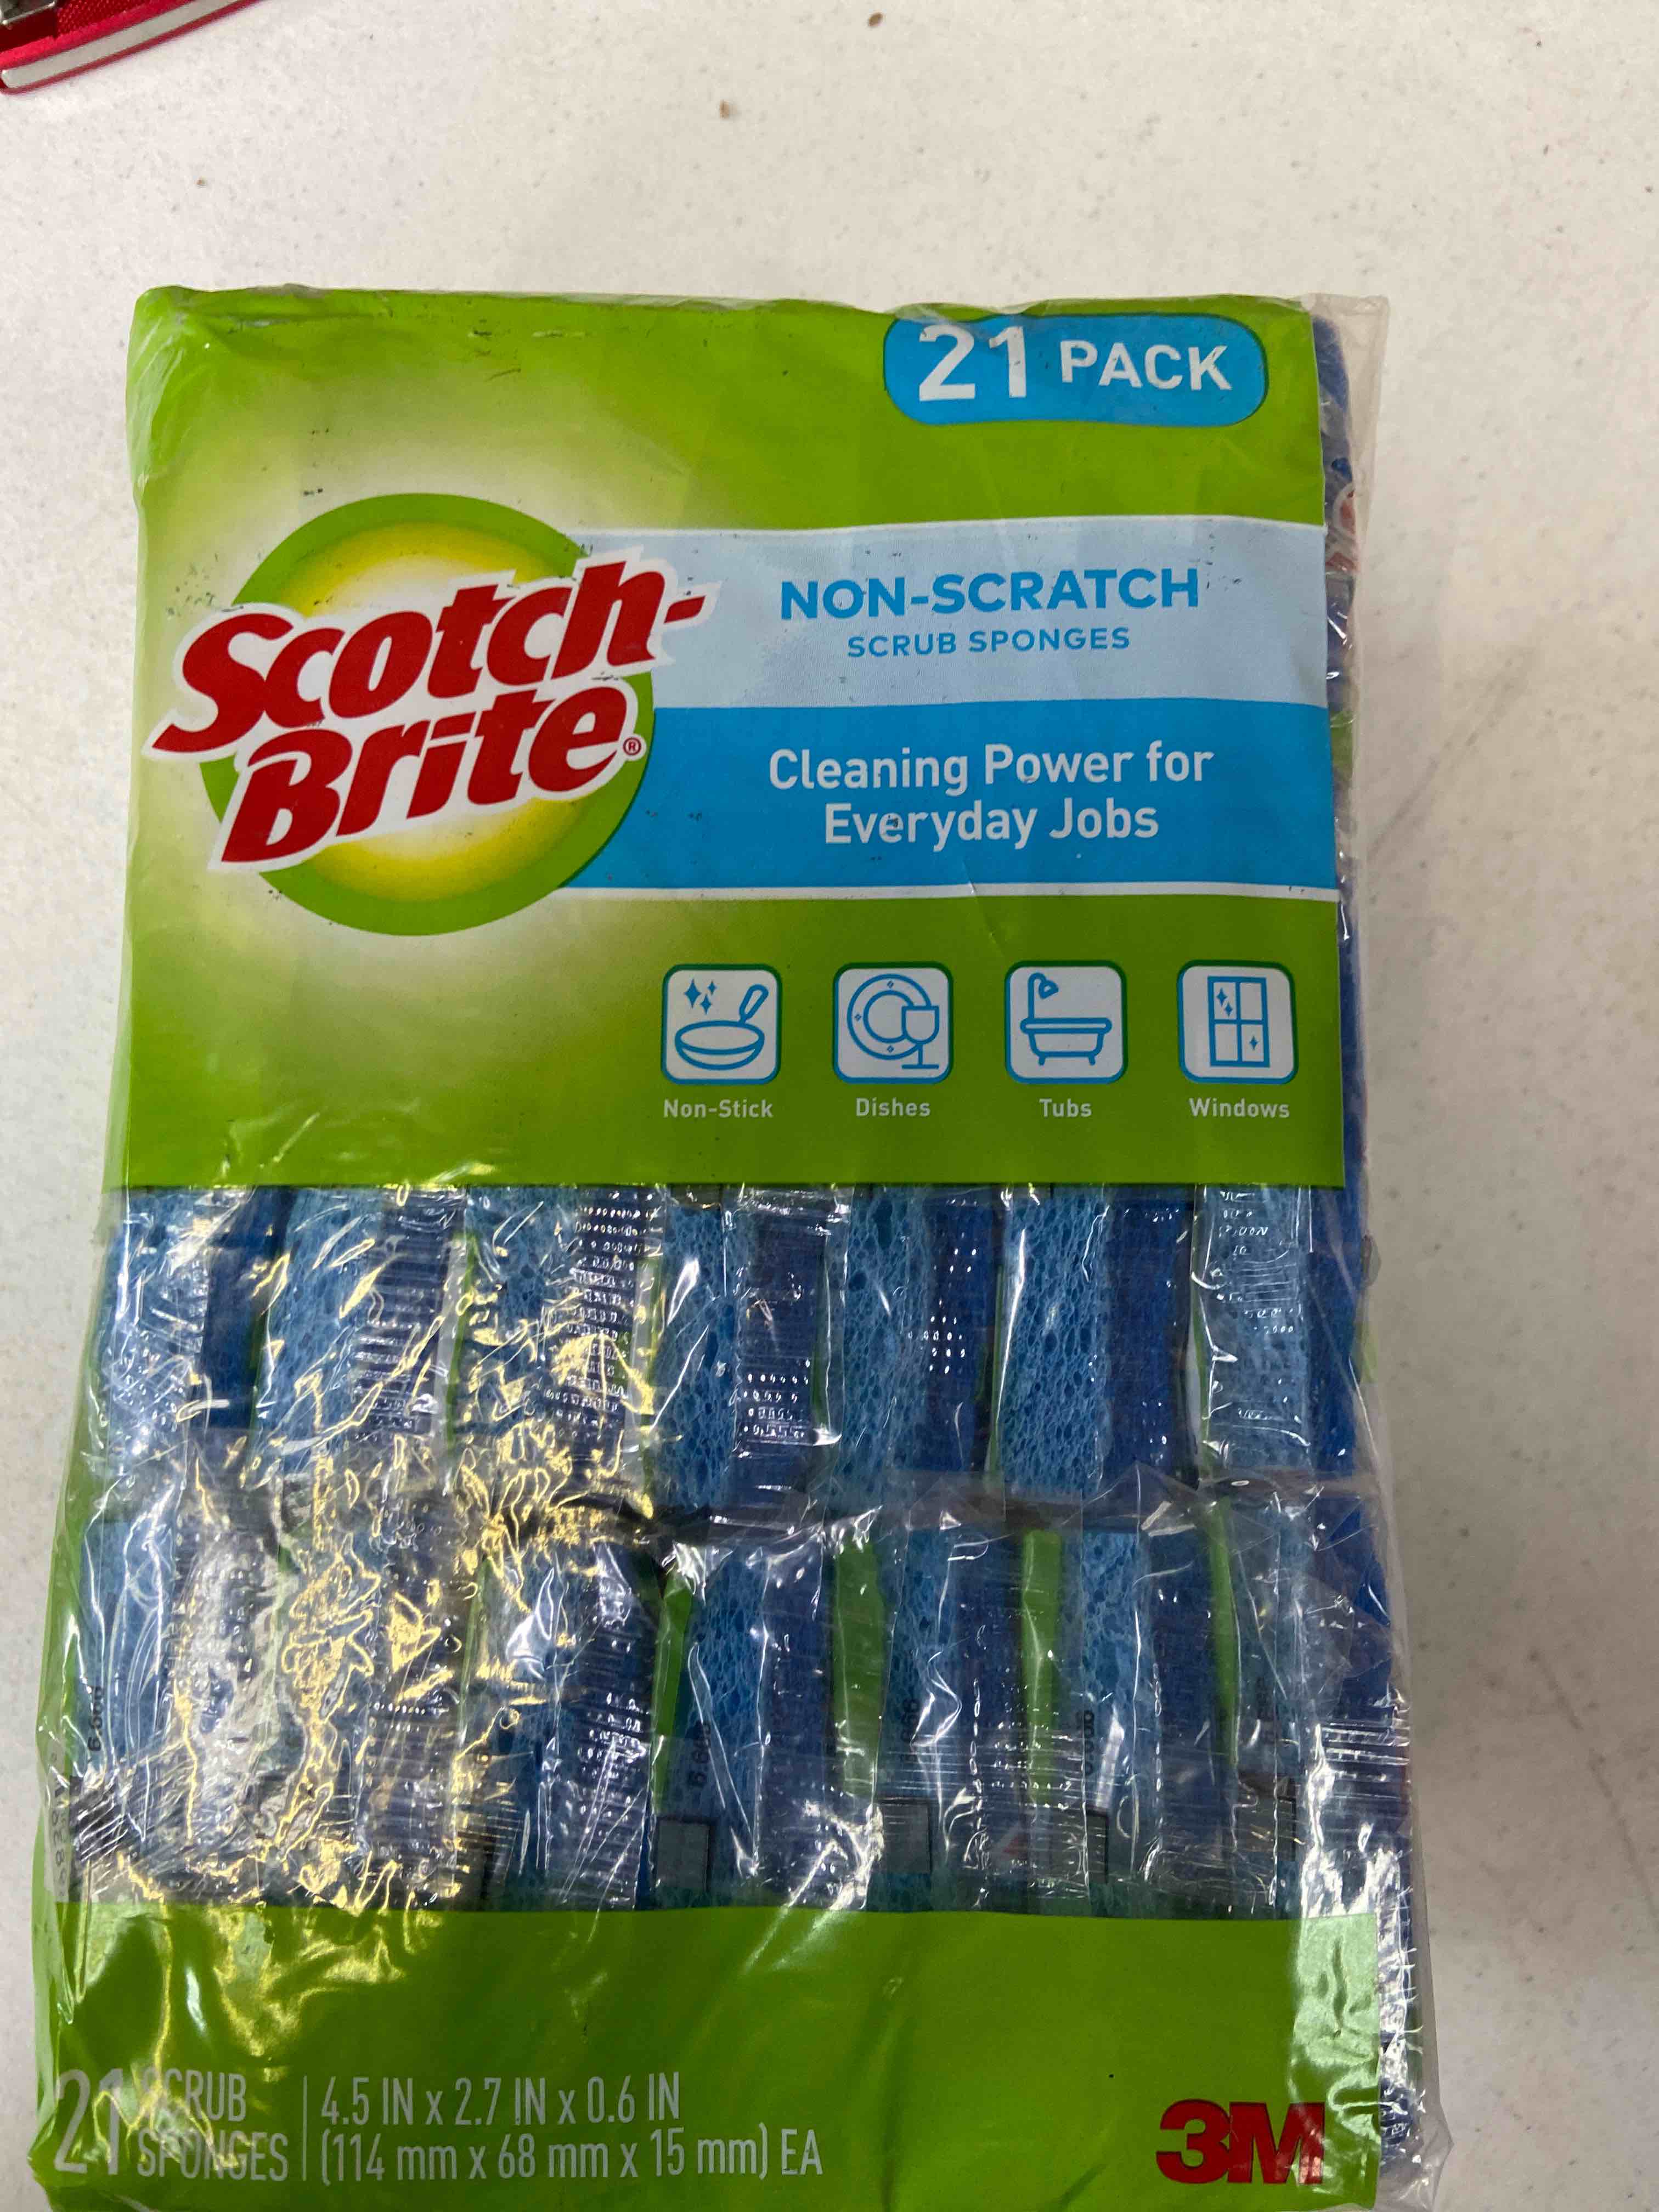 21 PACK
Scotch-
Brite®
NON-SCRATCH
SCRUB SPONGES
Cleaning Power for
Everyday Jobs
Non-Stick Dishes Tubs Windows
21 SCRUB SPONGES | 4.5 IN x 2.7 IN x 0.6 IN
(114 mm x 68 mm x 15 mm) EA
3M